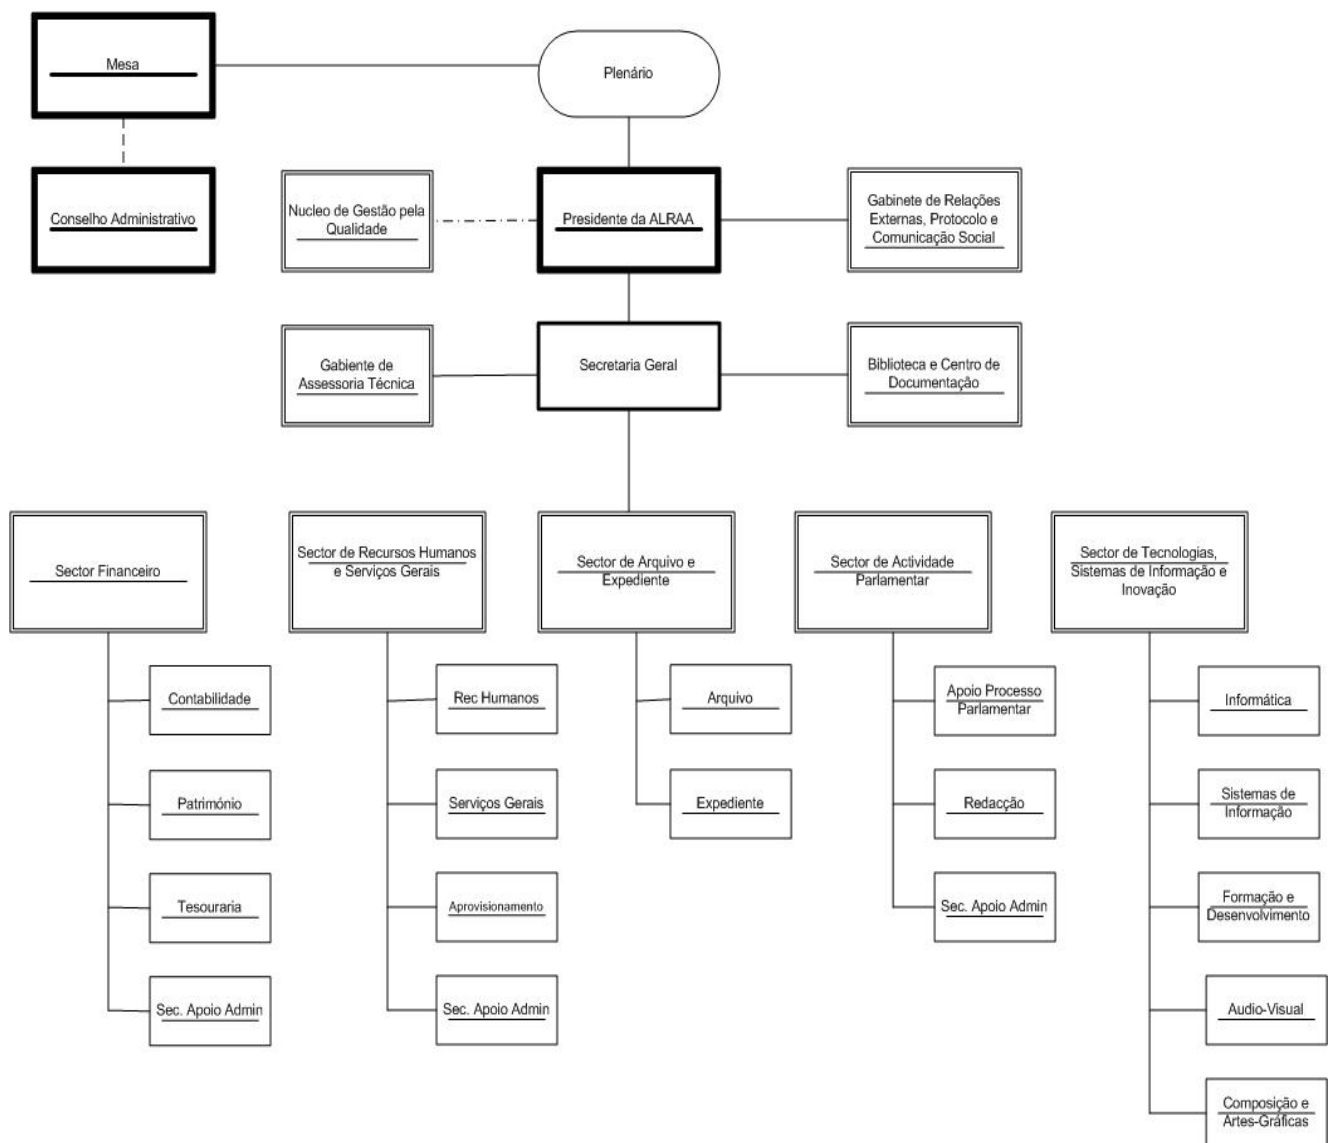 Mesa
Plenário
Conselho Administrativo
Nucleo de Gestão pela
Qualidade
Presidente da ALRAA
Gabinete de Relações
Externas, Protocolo e
Comunicação Social
Gabiente de
Assessoria Técnica
Secretaria Geral
Biblioteca e Centro de
Documentação
Sector Financeiro
Sector de Recursos Humanos
e Serviços Gerais
Sector de Arquivo e
Expediente
Sector de Actividade
Parlamentar
Sector de Tecnologias,
Sistemas de Informação e
Inovação
Contabilidade
Património
Tesouraria
Sec. Apoio Admin
Rec Humanos
Serviços Gerais
Aprovisionamento
Sec. Apoio Admin
Arquivo
Expediente
Apoio Processo
Parlamentar
Redacção
Sec. Apoio Admin
Informática
Sistemas de
Informação
Formação e
Desenvolvimento
Audio-Visual
Composição e
Artes-Gráficas